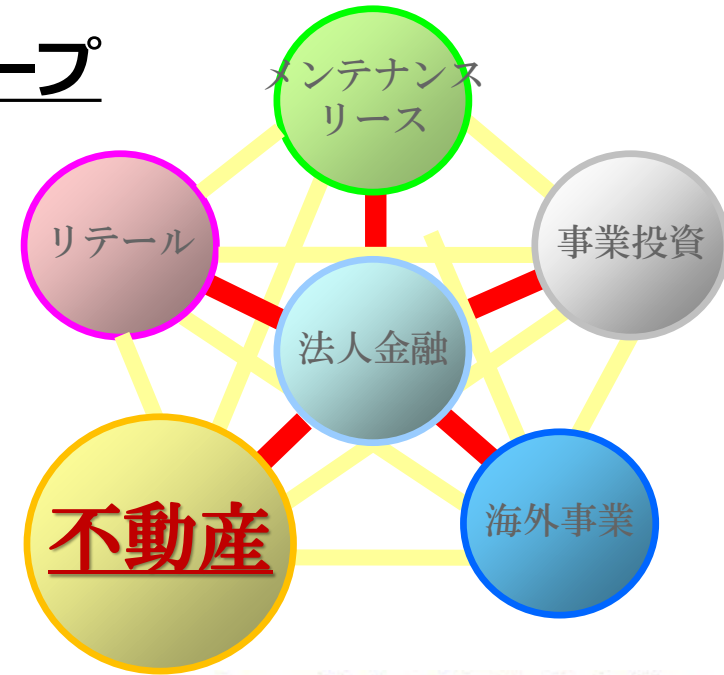 ープ
メンテナンス
リース
リテール
事業投資
法人金融
不動産
海外事業